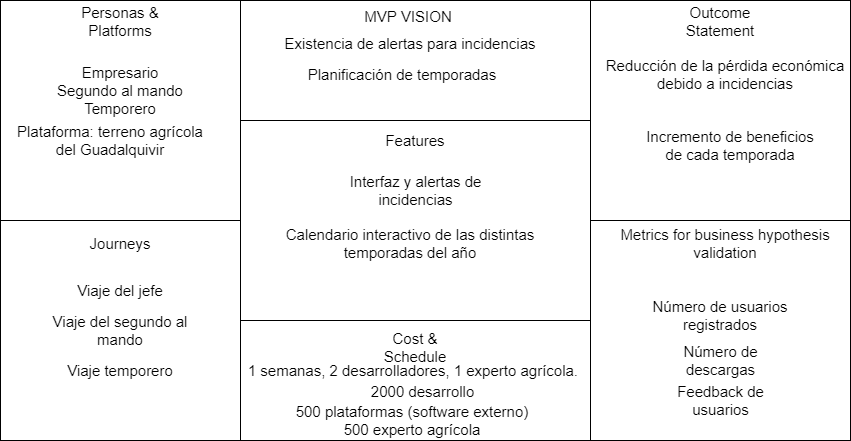 Personas &
Platforms
Empresario
Segundo al mando
Temporero
Plataforma: terreno agrícola
del Guadalquivir
MVP VISION
Existencia de alertas para incidencias
Planificación de temporadas
Outcome
Statement
Reducción de la pérdida económica
debido a incidencias
Incremento de beneficios
de cada temporada
Features
Interfaz y alertas de
incidencias
Calendario interactivo de las distintas
temporadas del año
Journeys
Viaje del jefe
Viaje del segundo al
mando
Viaje temporero
Cost &
Schedule
1 semanas, 2 desarrolladores, 1 experto agrícola.
2000 desarrollo
500 plataformas (software externo)
500 experto agrícola
Metrics for business hypothesis
validation
Número de usuarios
registrados
Número de
descargas
Feedback de
usuarios